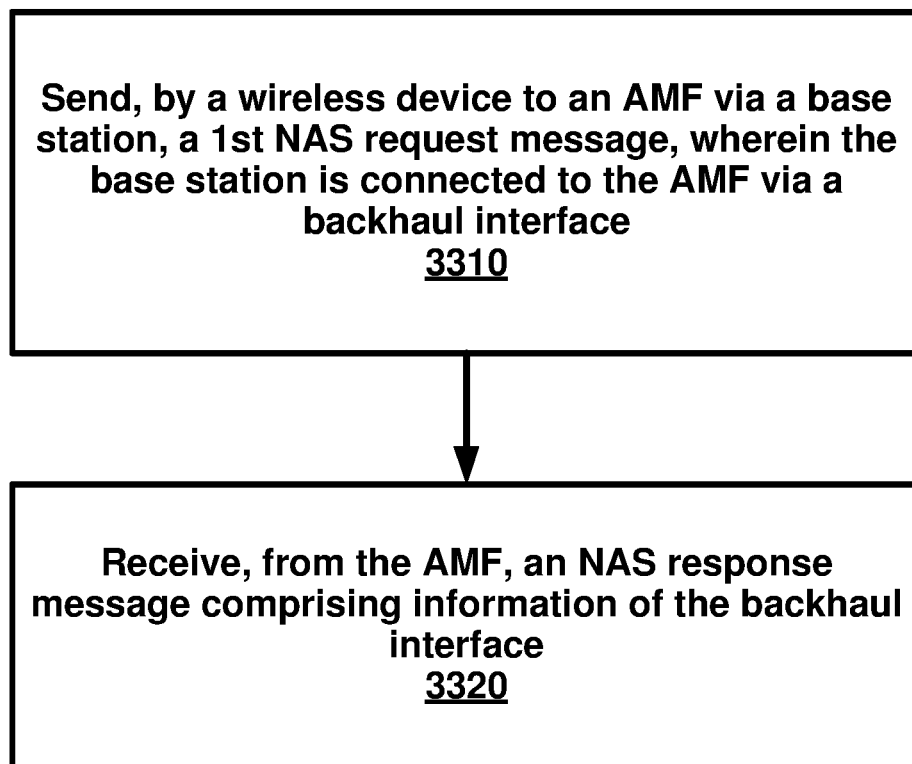 Send, by a wireless device to an AMF via a base
station, a 1st NAS request message, wherein the
base station is connected to the AMF via a
backhaul interface
3310
Receive, from the AMF, an NAS response
message comprising information of the backhaul
interface
3320